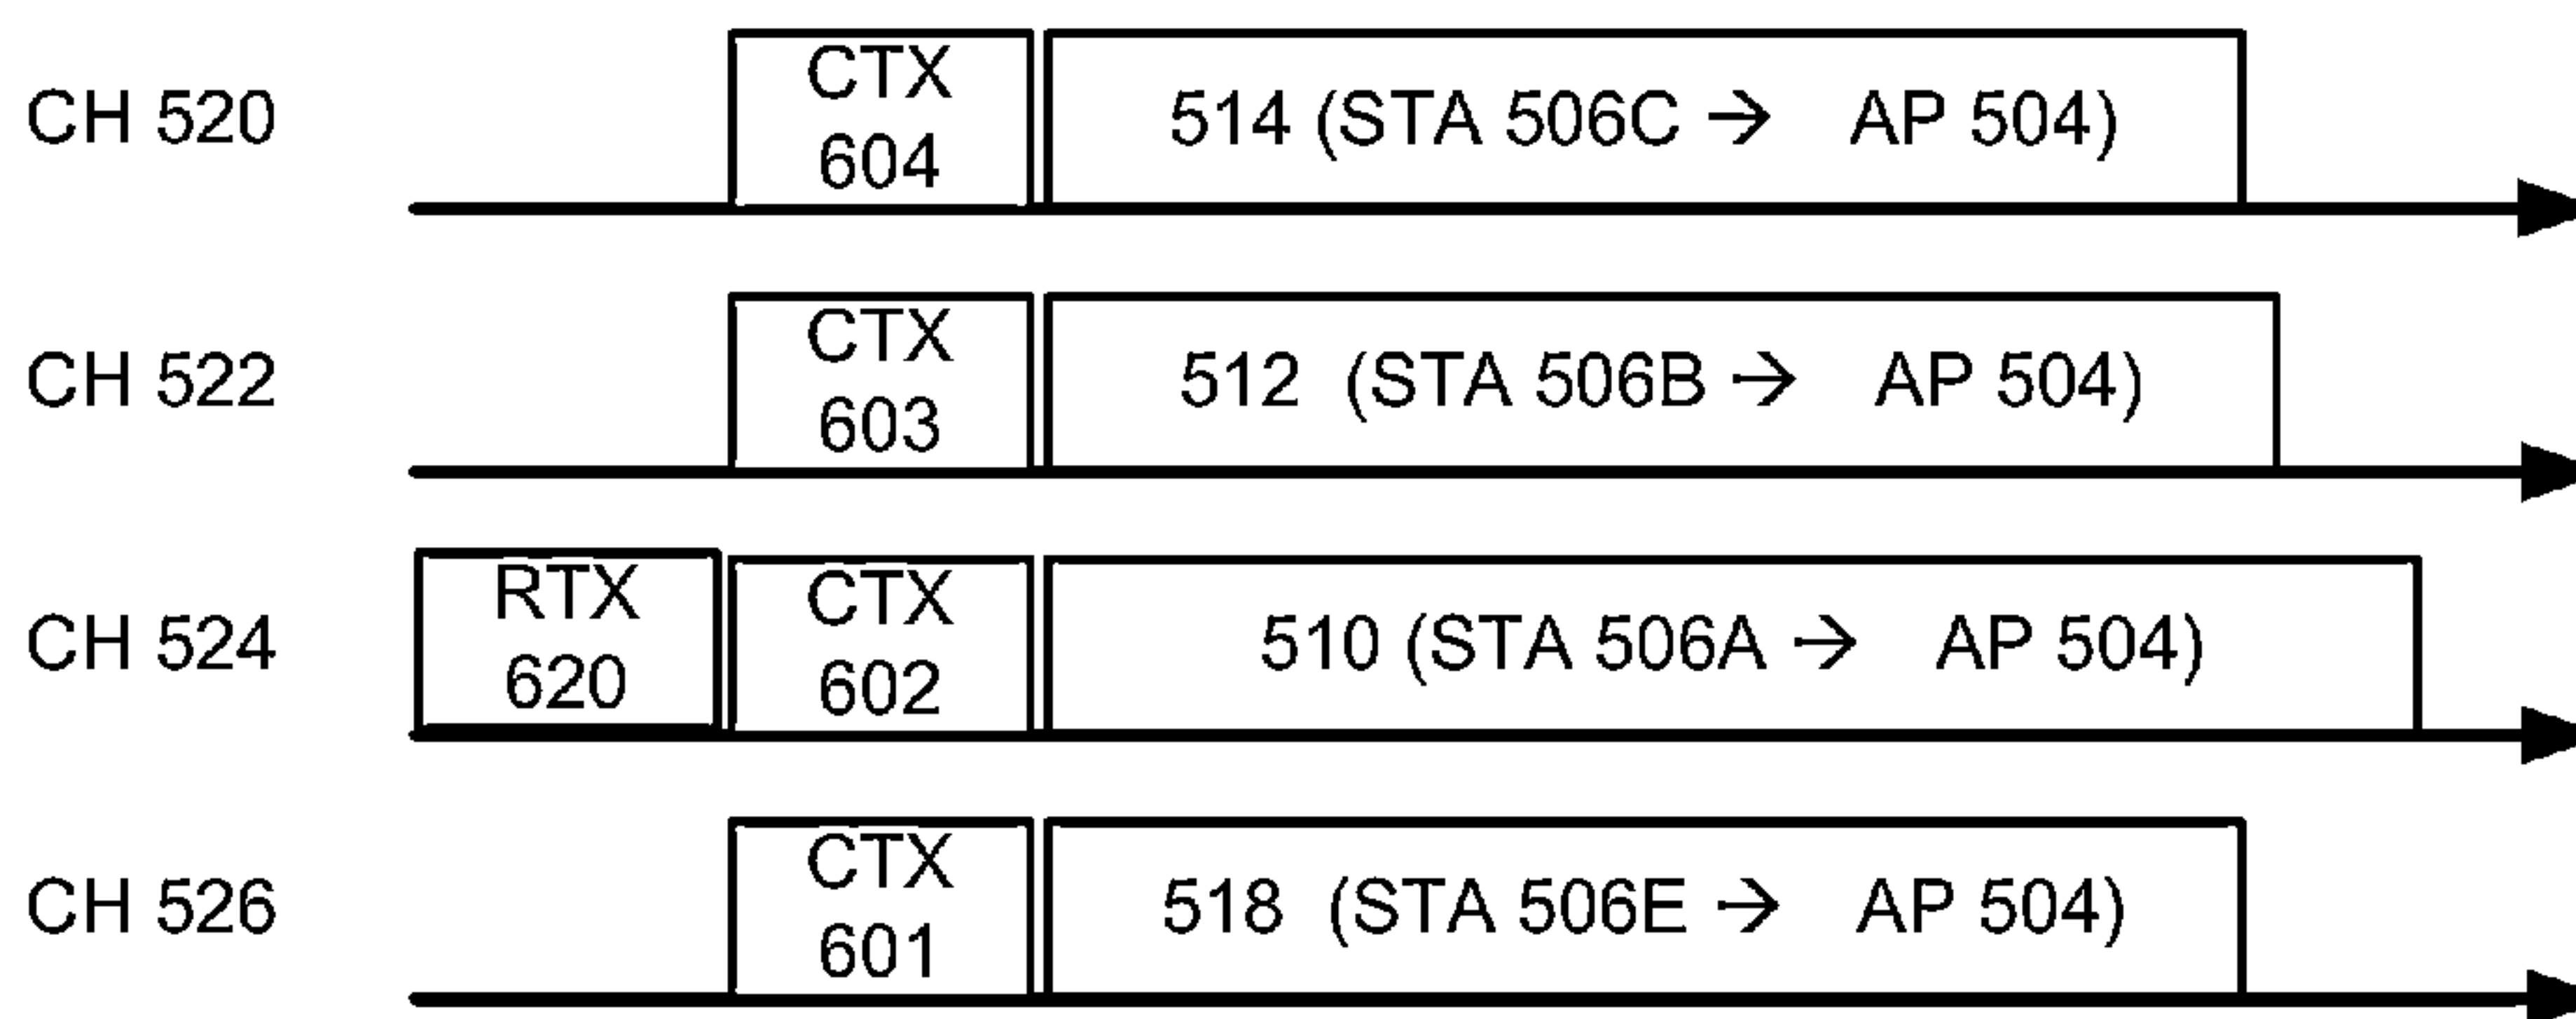 CH 520
CTX
604
514 (STA 506C → AP 504)
CH 522
CTX
603
512 (STA 506B → AP 504)
CH 524
RTX
620
CTX
602
510 (STA 506A → AP 504)
CH 526
CTX
601
518 (STA 506E → AP 504)